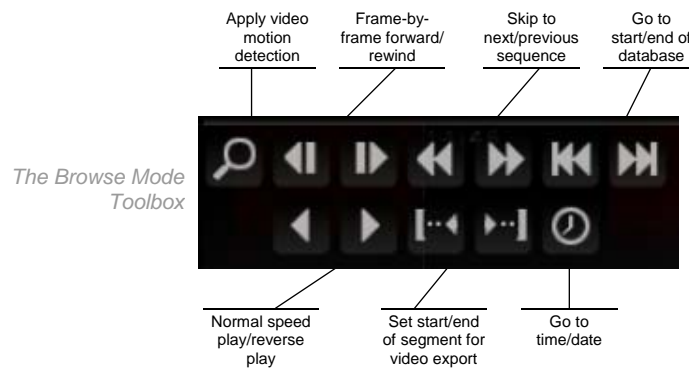 Apply video
motion
detection
Frame-by-
frame forward/
rewind
Skip to
next/previous
sequence
Go to
start/end of
database
The Browse Mode
Toolbox
Normal speed
play/reverse
play
Set start/end
of segment for
video export
Go to
time/date